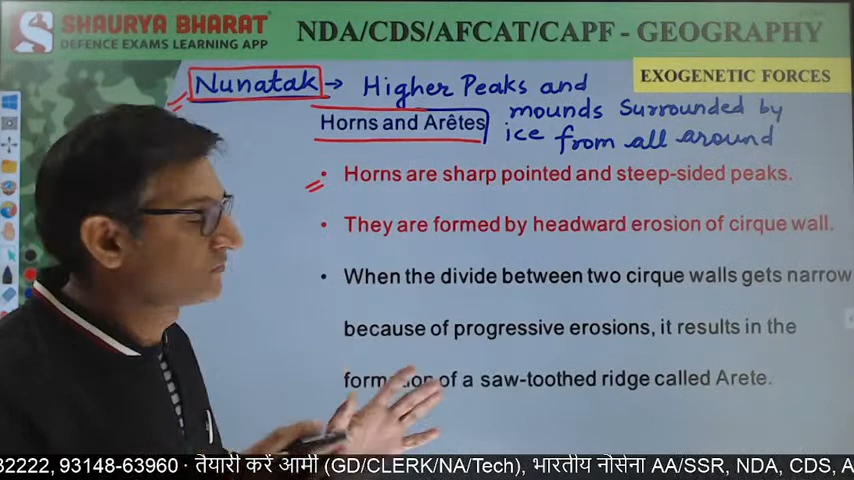 SHAURYA BHARAT
DEFENCE EXAMS LEARNING APP
NDA/CDS/AFCAT/CAPF - GEOGRAPHY
EXOGENETIC FORCES
Nunatak → Higher Peaks and
mounds Surrounded by
ice from all around
Horns and Arêtes
• Horns are sharp pointed and steep-sided peaks.
• They are formed by headward erosion of cirque wall.
• When the divide between two cirque walls gets narrow
because of progressive erosions, it results in the
formation of a saw-toothed ridge called Arete.
32222, 93148-63960 · तैयारी करें आर्मी (GD/CLERK/NA/Tech), भारतीय नौसेना AA/SSR, NDA, CDS, A